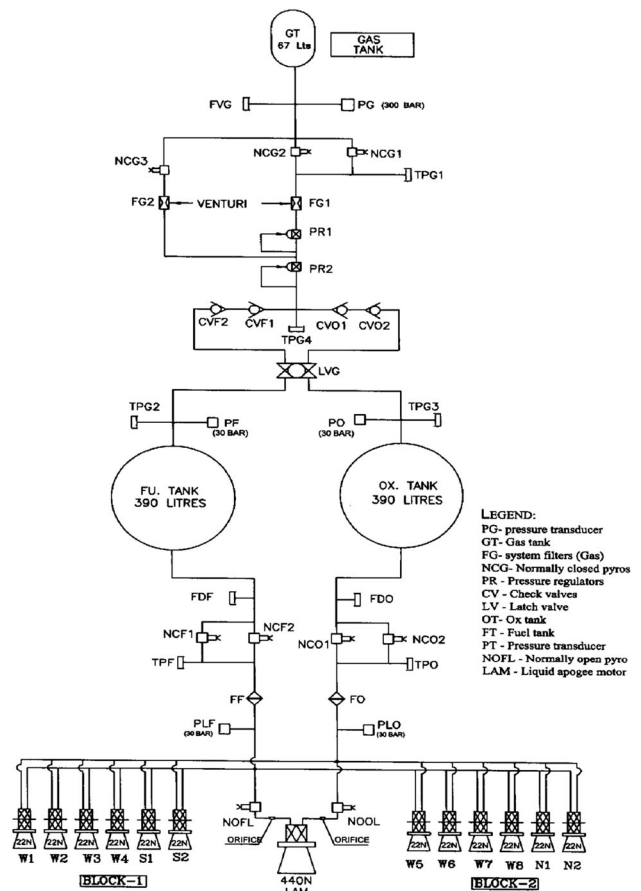 GT
67 Lts
GAS
TANK
FVG
PG (300 BAR)
NCG3
NCG2
NCG1
TPG1
FG2
VENTURI
FG1
PR1
PR2
CVF2
CVF1
CVO1
CVO2
TPG4
LVG
TPG2
PF
(30 BAR)
PO
(30 BAR)
TPG3
FU. TANK
390 LITRES
OX. TANK
390 LITRES
LEGEND:
PG- pressure transducer
GT- Gas tank
FG- system filters (Gas)
NCG- Normally closed pyros
PR - Pressure regulators
CV - Check valves
LV - Latch valve
OT- Ox tank
FT - Fuel tank
PT - Pressure transducer
NOFL - Normally open pyro
LAM - Liquid apogee motor
FDF
FDO
NCF1
NCF2
NCO1
NCO2
TPF
TPO
FF
FO
PLF
(30 BAR)
PLO
(30 BAR)
NOFL
NOOL
ORIFICE
ORIFICE
22N
22N
22N
22N
22N
22N
22N
22N
22N
22N
22N
22N
W1
W2
W3
W4
S1
S2
W5
W6
W7
W8
N1
N2
BLOCK-1
BLOCK-2
440N
LAM